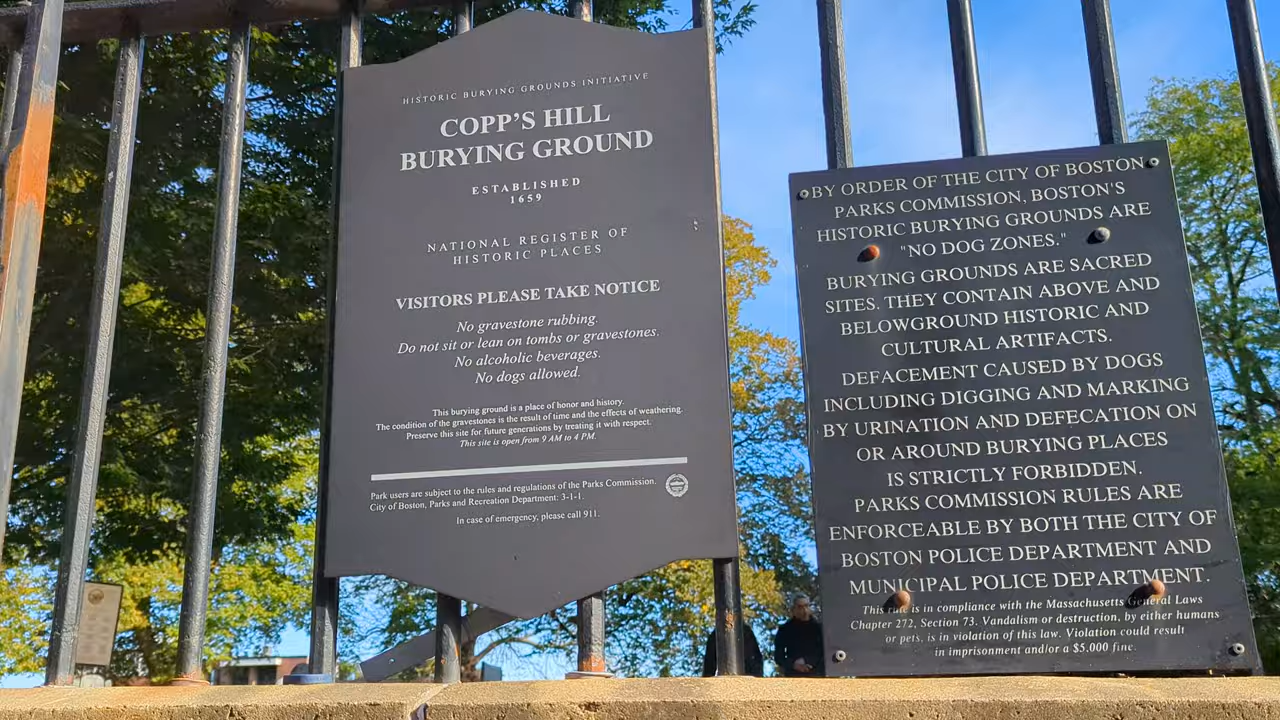 HISTORIC BURYING GROUNDS INITIATIVE
COPP'S HILL
BURYING GROUND
ESTABLISHED
1659
NATIONAL REGISTER OF
HISTORIC PLACES
VISITORS PLEASE TAKE NOTICE
No gravestone rubbing.
Do not sit or lean on tombs or gravestones.
No alcoholic beverages.
No dogs allowed.
This burying ground is a place of honor and history.
The condition of the gravestones is the result of time and the effects of weathering.
Preserve this site for future generations by treating it with respect.
This site is open from 9 AM to 4 PM.
Park users are subject to the rules and regulations of the Parks Commission.
City of Boston, Parks and Recreation Department: 3-1-1.
In case of emergency, please call 911.
BY ORDER OF THE CITY OF BOSTON
PARKS COMMISSION, BOSTON'S
HISTORIC BURYING GROUNDS ARE
"NO DOG ZONES."
BURYING GROUNDS ARE SACRED
SITES. THEY CONTAIN ABOVE AND
BELOWGROUND HISTORIC AND
CULTURAL ARTIFACTS.
DEFACEMENT CAUSED BY DOGS
INCLUDING DIGGING AND MARKING
BY URINATION AND DEFECATION ON
OR AROUND BURYING PLACES
IS STRICTLY FORBIDDEN.
PARKS COMMISSION RULES ARE
ENFORCEABLE BY BOTH THE CITY OF
BOSTON POLICE DEPARTMENT AND
MUNICIPAL POLICE DEPARTMENT.
This rule is in compliance with the Massachusetts General Laws
Chapter 272, Section 73. Vandalism or destruction, by either humans
or pets, is in violation of this law. Violation could result
in imprisonment and/or a $5,000 fine.